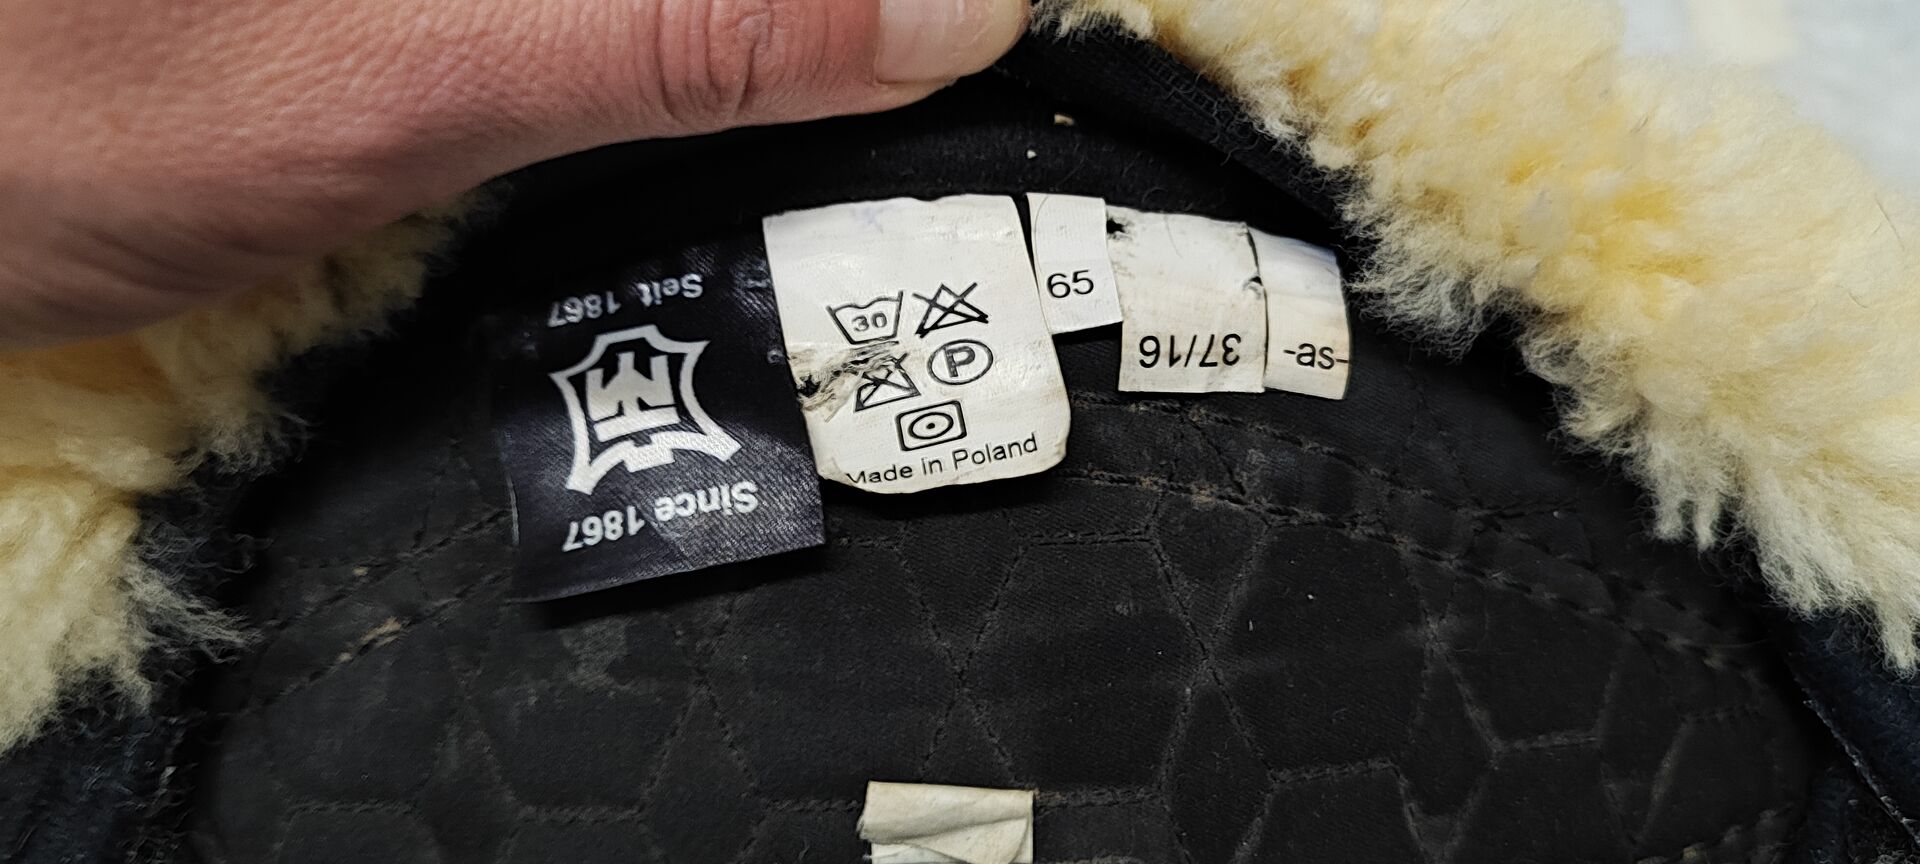 Seit 1867
Since 1867
30
P
Made in Poland
65
37/16
-as-